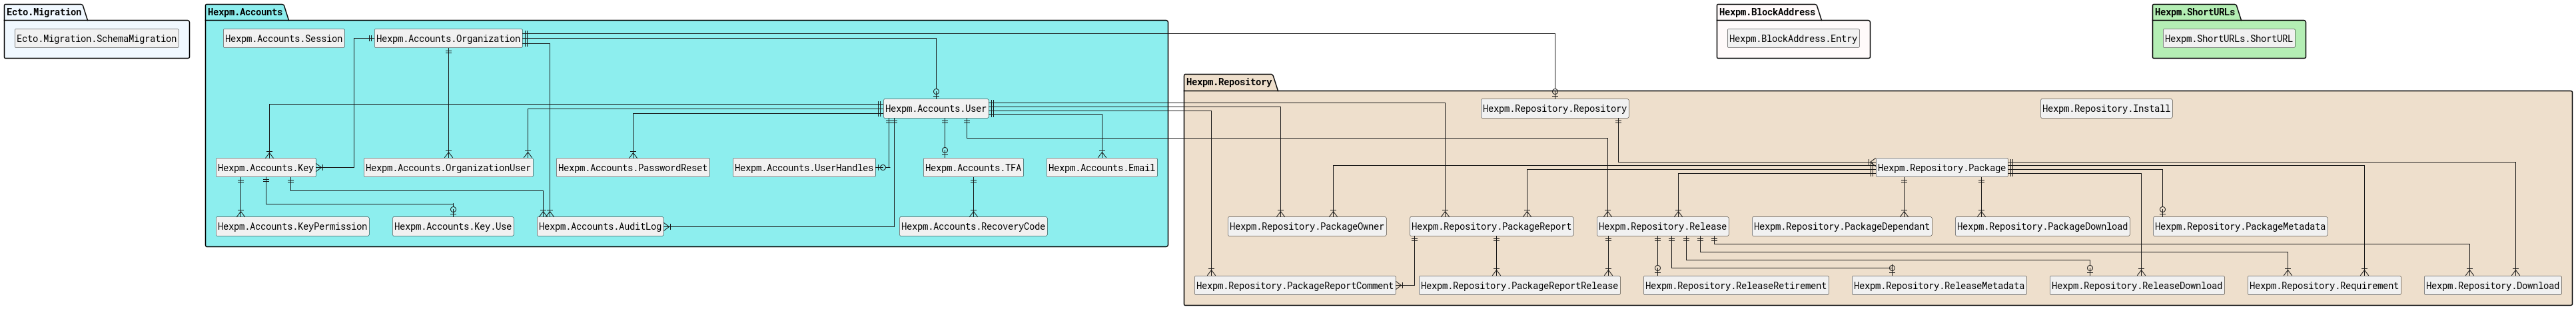 Ecto.Migration
Ecto.Migration.SchemaMigration
Hexpm.Accounts
Hexpm.Accounts.Session
Hexpm.Accounts.Organization
Hexpm.Accounts.User
Hexpm.Accounts.Key
Hexpm.Accounts.OrganizationUser
Hexpm.Accounts.PasswordReset
Hexpm.Accounts.UserHandles
Hexpm.Accounts.TFA
Hexpm.Accounts.Email
Hexpm.Accounts.KeyPermission
Hexpm.Accounts.Key.Use
Hexpm.Accounts.AuditLog
Hexpm.Accounts.RecoveryCode
Hexpm.BlockAddress
Hexpm.BlockAddress.Entry
Hexpm.ShortURLs
Hexpm.ShortURLs.ShortURL
Hexpm.Repository
Hexpm.Repository.Repository
Hexpm.Repository.Install
Hexpm.Repository.Package
Hexpm.Repository.PackageOwner
Hexpm.Repository.PackageReport
Hexpm.Repository.Release
Hexpm.Repository.PackageDependant
Hexpm.Repository.PackageDownload
Hexpm.Repository.PackageMetadata
Hexpm.Repository.PackageReportComment
Hexpm.Repository.PackageReportRelease
Hexpm.Repository.ReleaseRetirement
Hexpm.Repository.ReleaseMetadata
Hexpm.Repository.ReleaseDownload
Hexpm.Repository.Requirement
Hexpm.Repository.Download